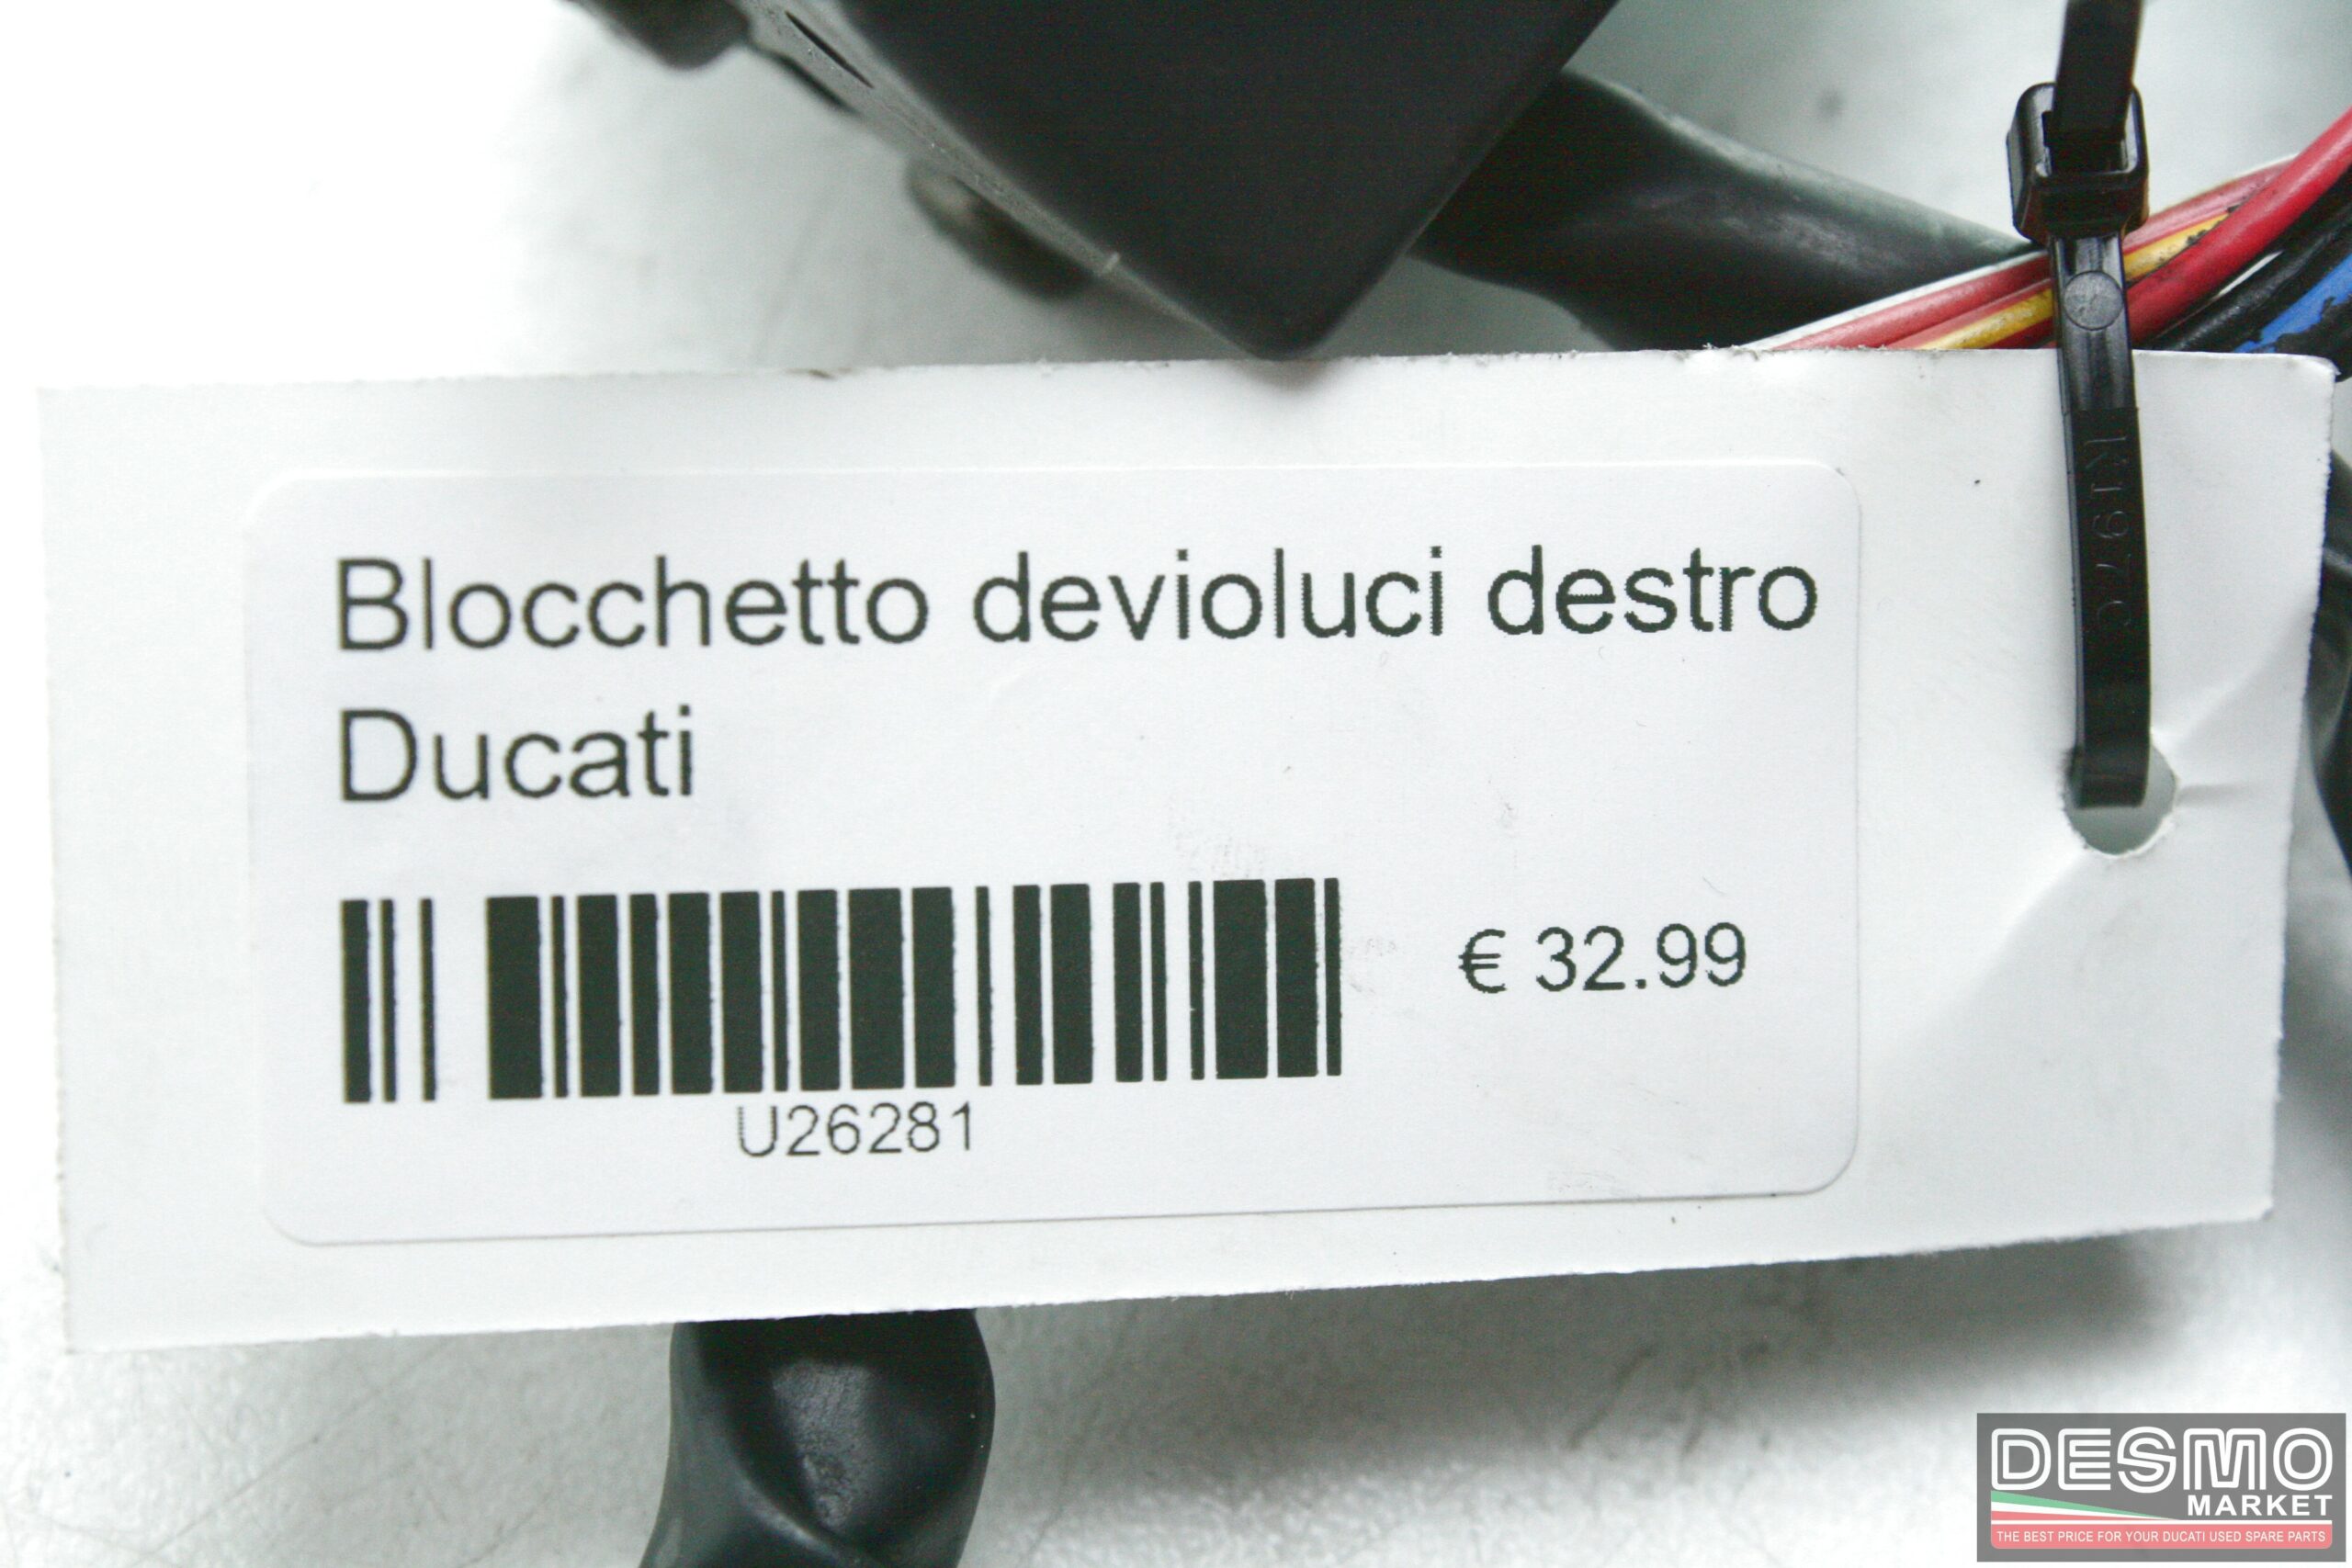 Blocchetto devioluci destro
Ducati
€ 32.99
U26281
DESMO
MARKET
THE BEST PRICE FOR YOUR DUCATI USED SPARE PARTS